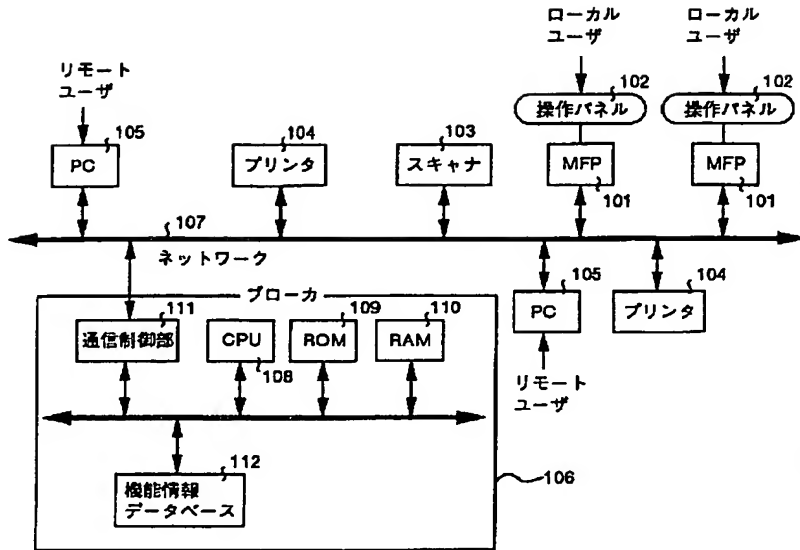 ローカル
ユーザ
ローカル
ユーザ
リモート
ユーザ
102
操作パネル
102
操作パネル
105
PC
104
プリンタ
103
スキャナ
MFP
101
MFP
101
107
ネットワーク
ブローカ
111
通信制御部
CPU
108
109
ROM
110
RAM
105
PC
104
プリンタ
リモート
ユーザ
112
機能情報
データベース
106